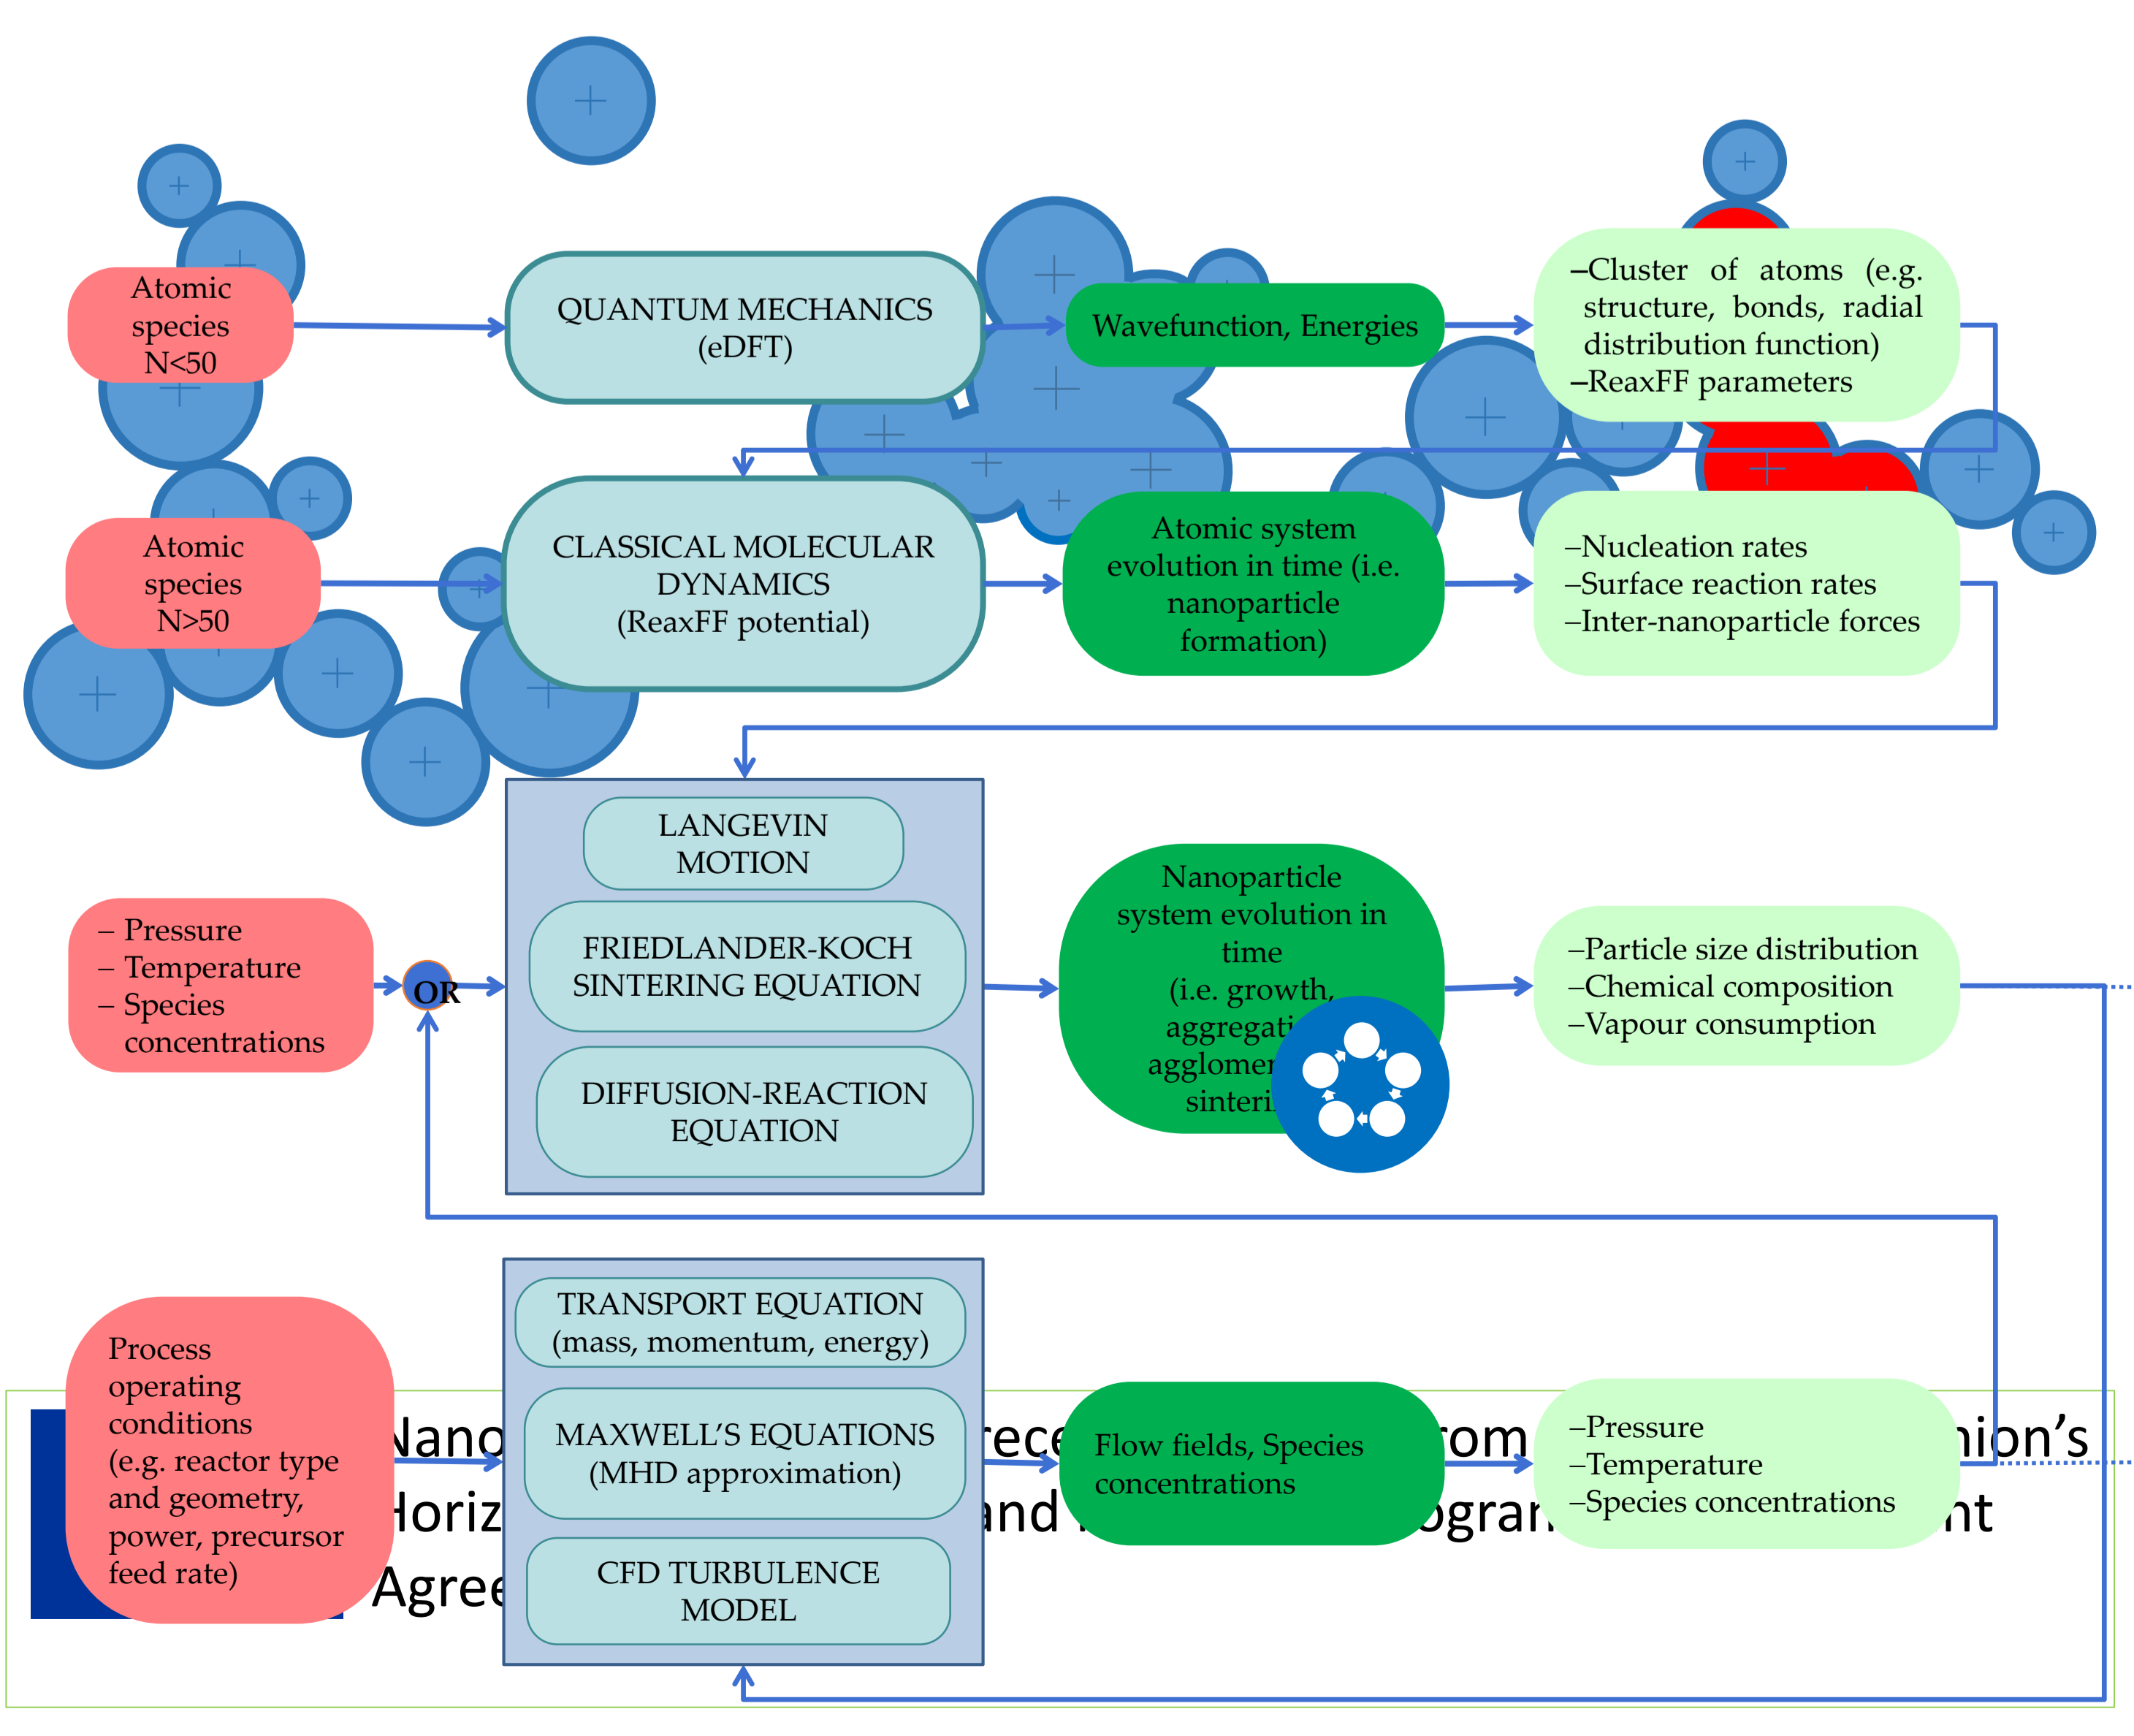 Atomic
species
N<50
QUANTUM MECHANICS
(eDFT)
Wavefunction, Energies
–Cluster of atoms (e.g.
structure, bonds, radial
distribution function)
–ReaxFF parameters
Atomic
species
N>50
CLASSICAL MOLECULAR
DYNAMICS
(ReaxFF potential)
Atomic system
evolution in time (i.e.
nanoparticle
formation)
–Nucleation rates
–Surface reaction rates
–Inter-nanoparticle forces
– Pressure
– Temperature
– Species
concentrations
OR
LANGEVIN
MOTION
FRIEDLANDER-KOCH
SINTERING EQUATION
DIFFUSION-REACTION
EQUATION
Nanoparticle
system evolution in
time
(i.e. growth,
–Particle size distribution
–Chemical composition
–Vapour consumption
Process
operating
conditions
(e.g. reactor type
and geometry,
power, precursor
feed rate)
TRANSPORT EQUATION
(mass, momentum, energy)
MAXWELL'S EQUATIONS
(MHD approximation)
CFD TURBULENCE
MODEL
Flow fields, Species
concentrations
–Pressure
–Temperature
–Species concentrations
and